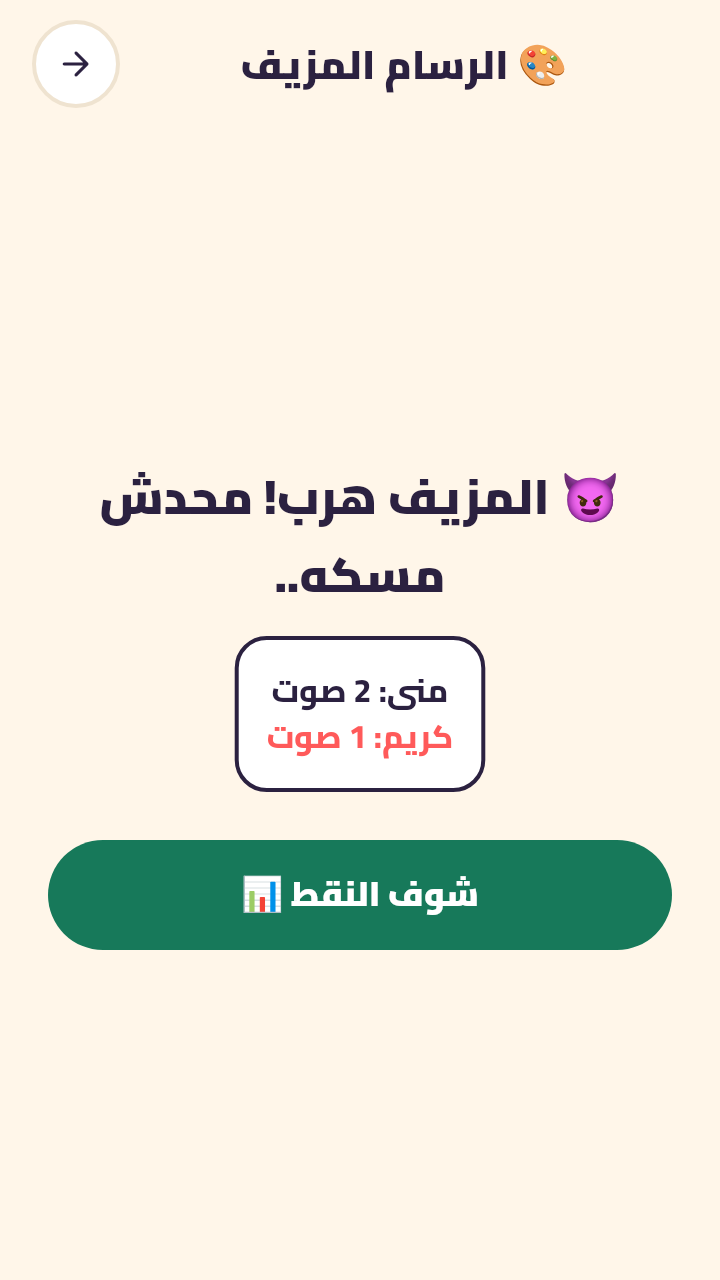 🎨 الرسام المزيف
😈 المزيف هرب! محدش
مسكه..
منى: 2 صوت
كريم: 1 صوت
شوف النقط 📊